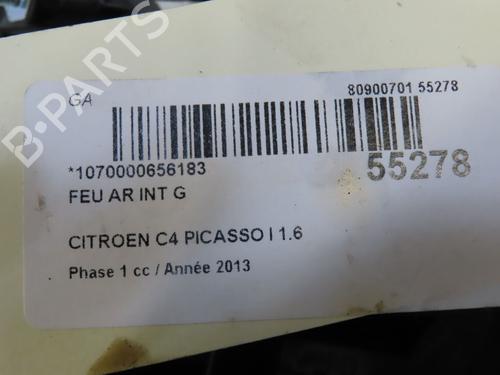 GA
80900701 55278
*1070000656183
55278
FEU AR INT G
CITROEN C4 PICASSO I 1.6
Phase 1 cc / Année 2013
B-PARTS